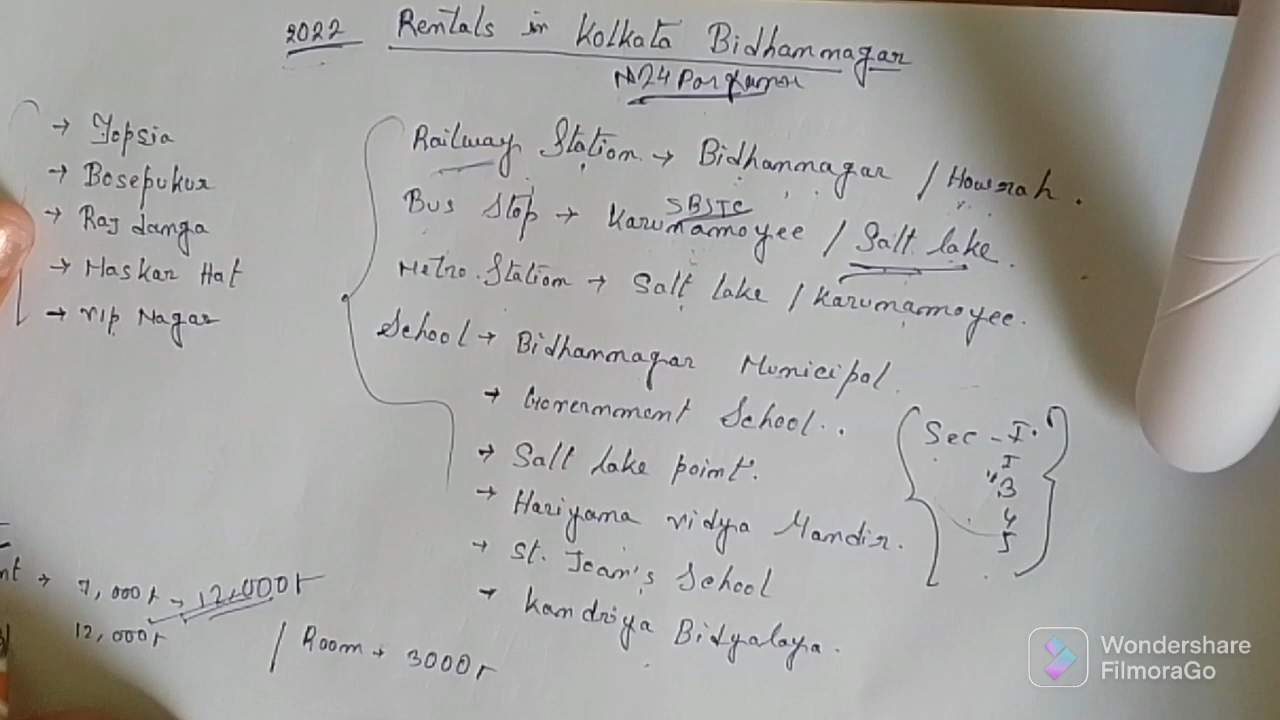 2022 Rentals in Kolkata Bidhannagar
→ Topsia
→ Bosepukur
→ Raj danga
→ Naskar Hat
→ VIP Nagar
Railway Station → Bidhannagar / Howrah.
SBSTC
Bus Stop → Karunamoyee / Salt lake.
Metro. Station → Salt lake / Karunamoyee.
School → Bidhannagar Municipal.
→ Government School..
→ Salt lake point.
→ Hariyana vidya Mandir.
→ St. Joan's School
→ Kandriya Bidyalaya.
Sec - I.
I
" 3
4
5
→ 7,000r → 12,000r
12,000r / Room → 3000r
Wondershare
FilmoraGo